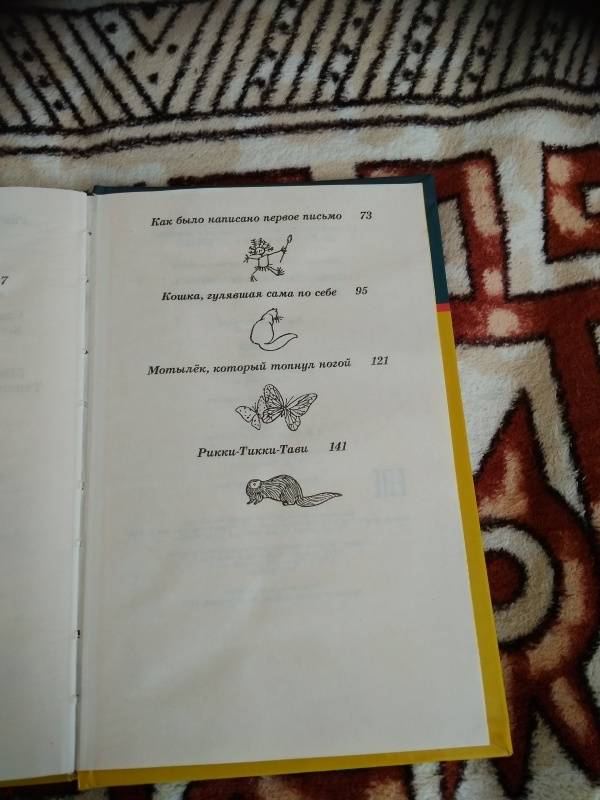 7
Как было написано первое письмо 73
Кошка, гулявшая сама по себе 95
Мотылёк, который топнул ногой 121
Рикки-Тикки-Тави 141